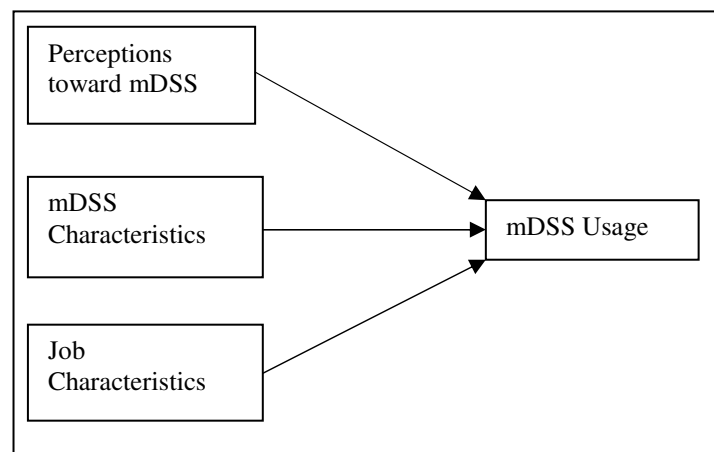 Perceptions
toward mDSS
mDSS
Characteristics
mDSS Usage
Job
Characteristics